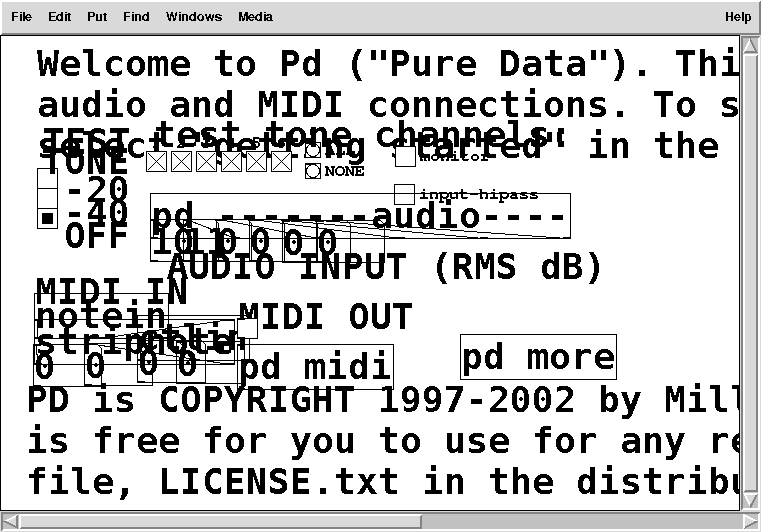 File Edit Put Find Windows Media Help
Welcome to Pd ("Pure Data"). Thi
audio and MIDI connections. To s
test tone channels:
select "getting started" in the
TEST
TONE
-20
-40
OFF
monitor
NONE
input-hipass
pd -------audio----
0 0 0 0
AUDIO INPUT (RMS dB)
MIDI IN
notein
MIDI OUT
0 0 0 0
pd midi
pd more
PD is COPYRIGHT 1997-2002 by Mill
is free for you to use for any re
file, LICENSE.txt in the distribu